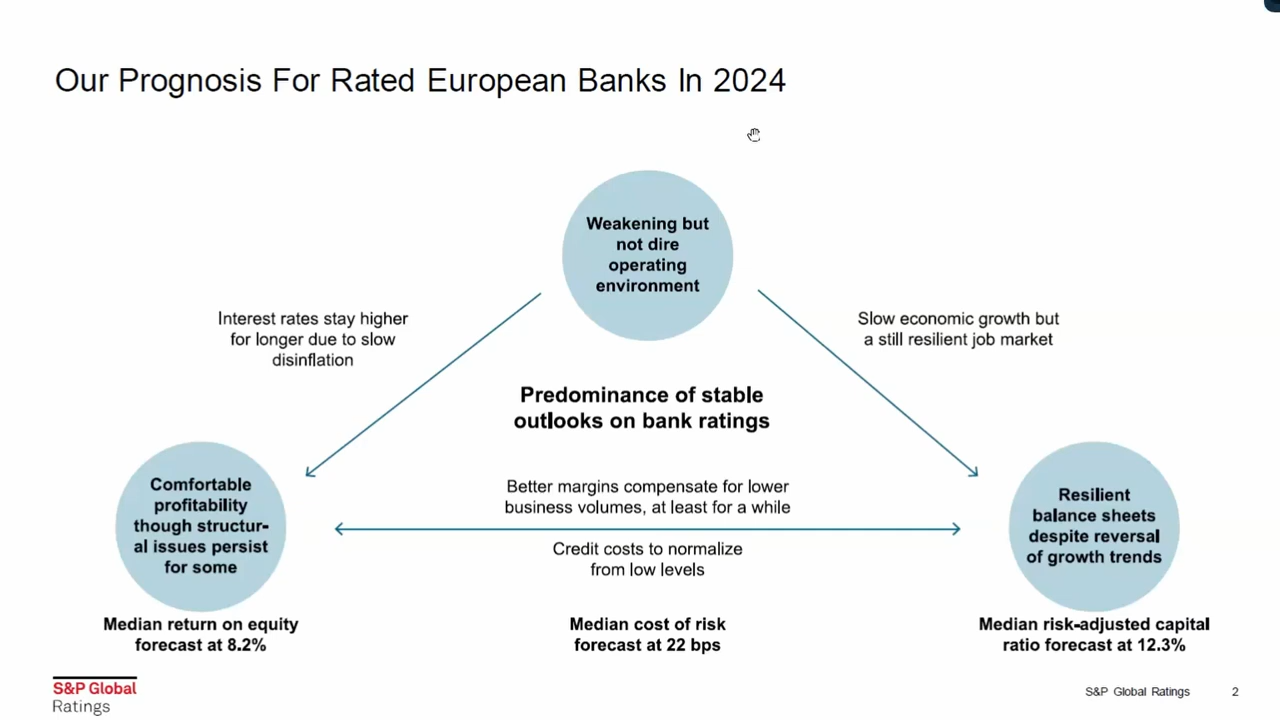 Our Prognosis For Rated European Banks In 2024
Weakening but
not dire
operating
environment
Interest rates stay higher
for longer due to slow
disinflation
Slow economic growth but
a still resilient job market
Predominance of stable
outlooks on bank ratings
Comfortable
profitability
though structur-
al issues persist
for some
Better margins compensate for lower
business volumes, at least for a while
Credit costs to normalize
from low levels
Resilient
balance sheets
despite reversal
of growth trends
Median return on equity
forecast at 8.2%
Median cost of risk
forecast at 22 bps
Median risk-adjusted capital
ratio forecast at 12.3%
S&P Global
Ratings
S&P Global Ratings
2